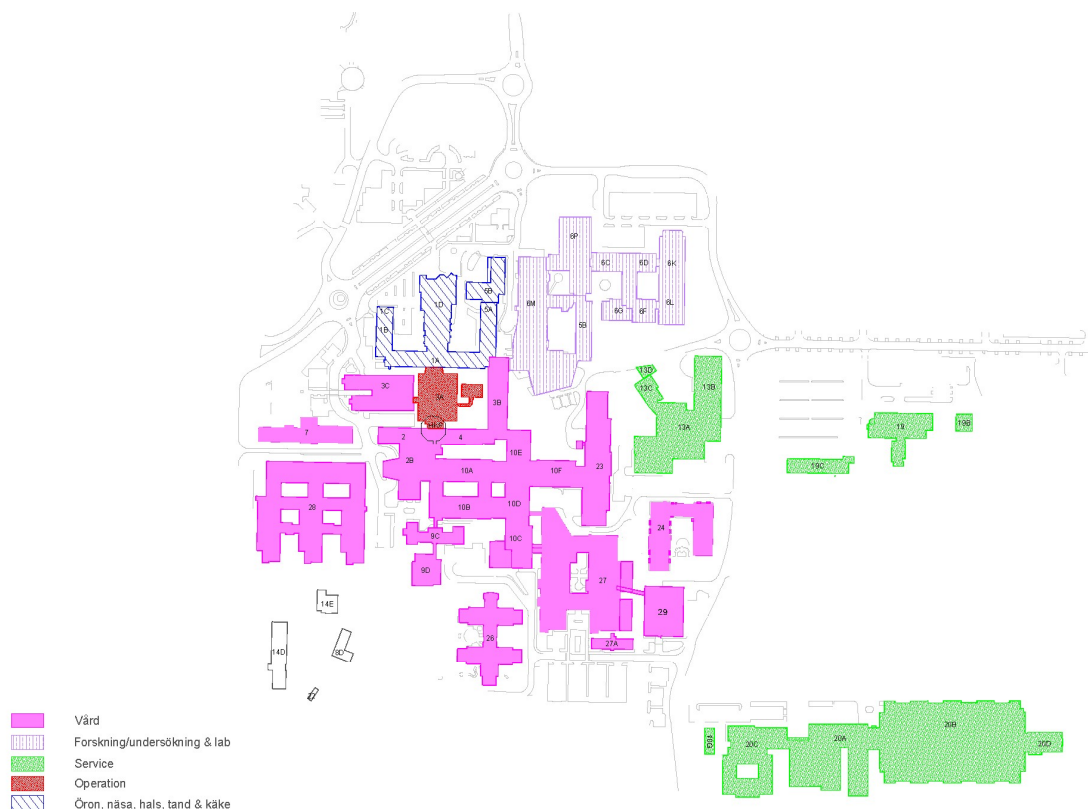 6P
6C
6D
6K
5B
1D
6M
6L
1C
5A
6G
6F
1B
5B
1A
13D
3C
13C
13B
3A
3B
19
19B
7
2
4
13A
10E
2B
10A
10F
23
19C
28
10B
10D
24
9C
10C
9D
27
14E
29
26
27A
14D
8D
Vård
Forskning/undersökning & lab
Service
Operation
Öron, näsa, hals, tand & käke
20B
20C
20A
20D